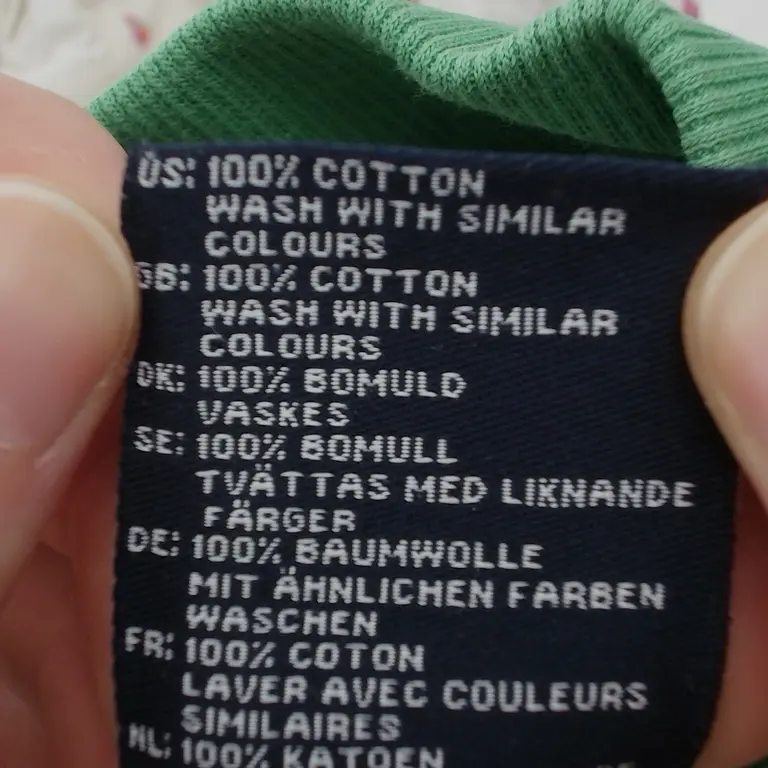 US: 100% COTTON
WASH WITH SIMILAR
COLOURS
GB: 100% COTTON
WASH WITH SIMILAR
COLOURS
DK: 100% BOMULD
VASKES
SE: 100% BOMULL
TVÄTTAS MED LIKNANDE
FÄRGER
DE: 100% BAUMWOLLE
MIT ÄHNLICHEN FARBEN
WASCHEN
FR: 100% COTON
LAVER AVEC COULEURS
SIMILAIRES
NL: 100% KATOEN